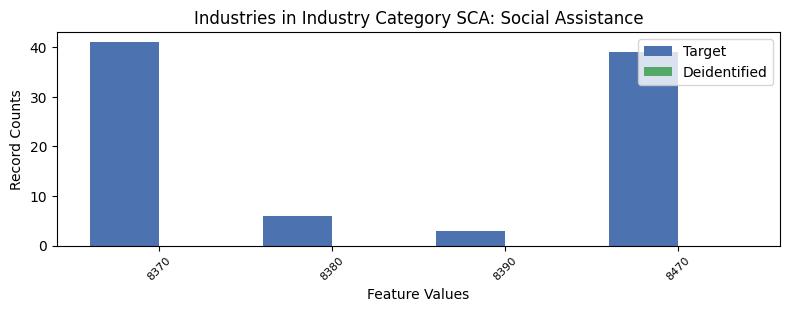 Industries in Industry Category SCA: Social Assistance
Target
Deidentified
Record Counts
40
30
20
10
0
8370
8380
8390
8470
Feature Values